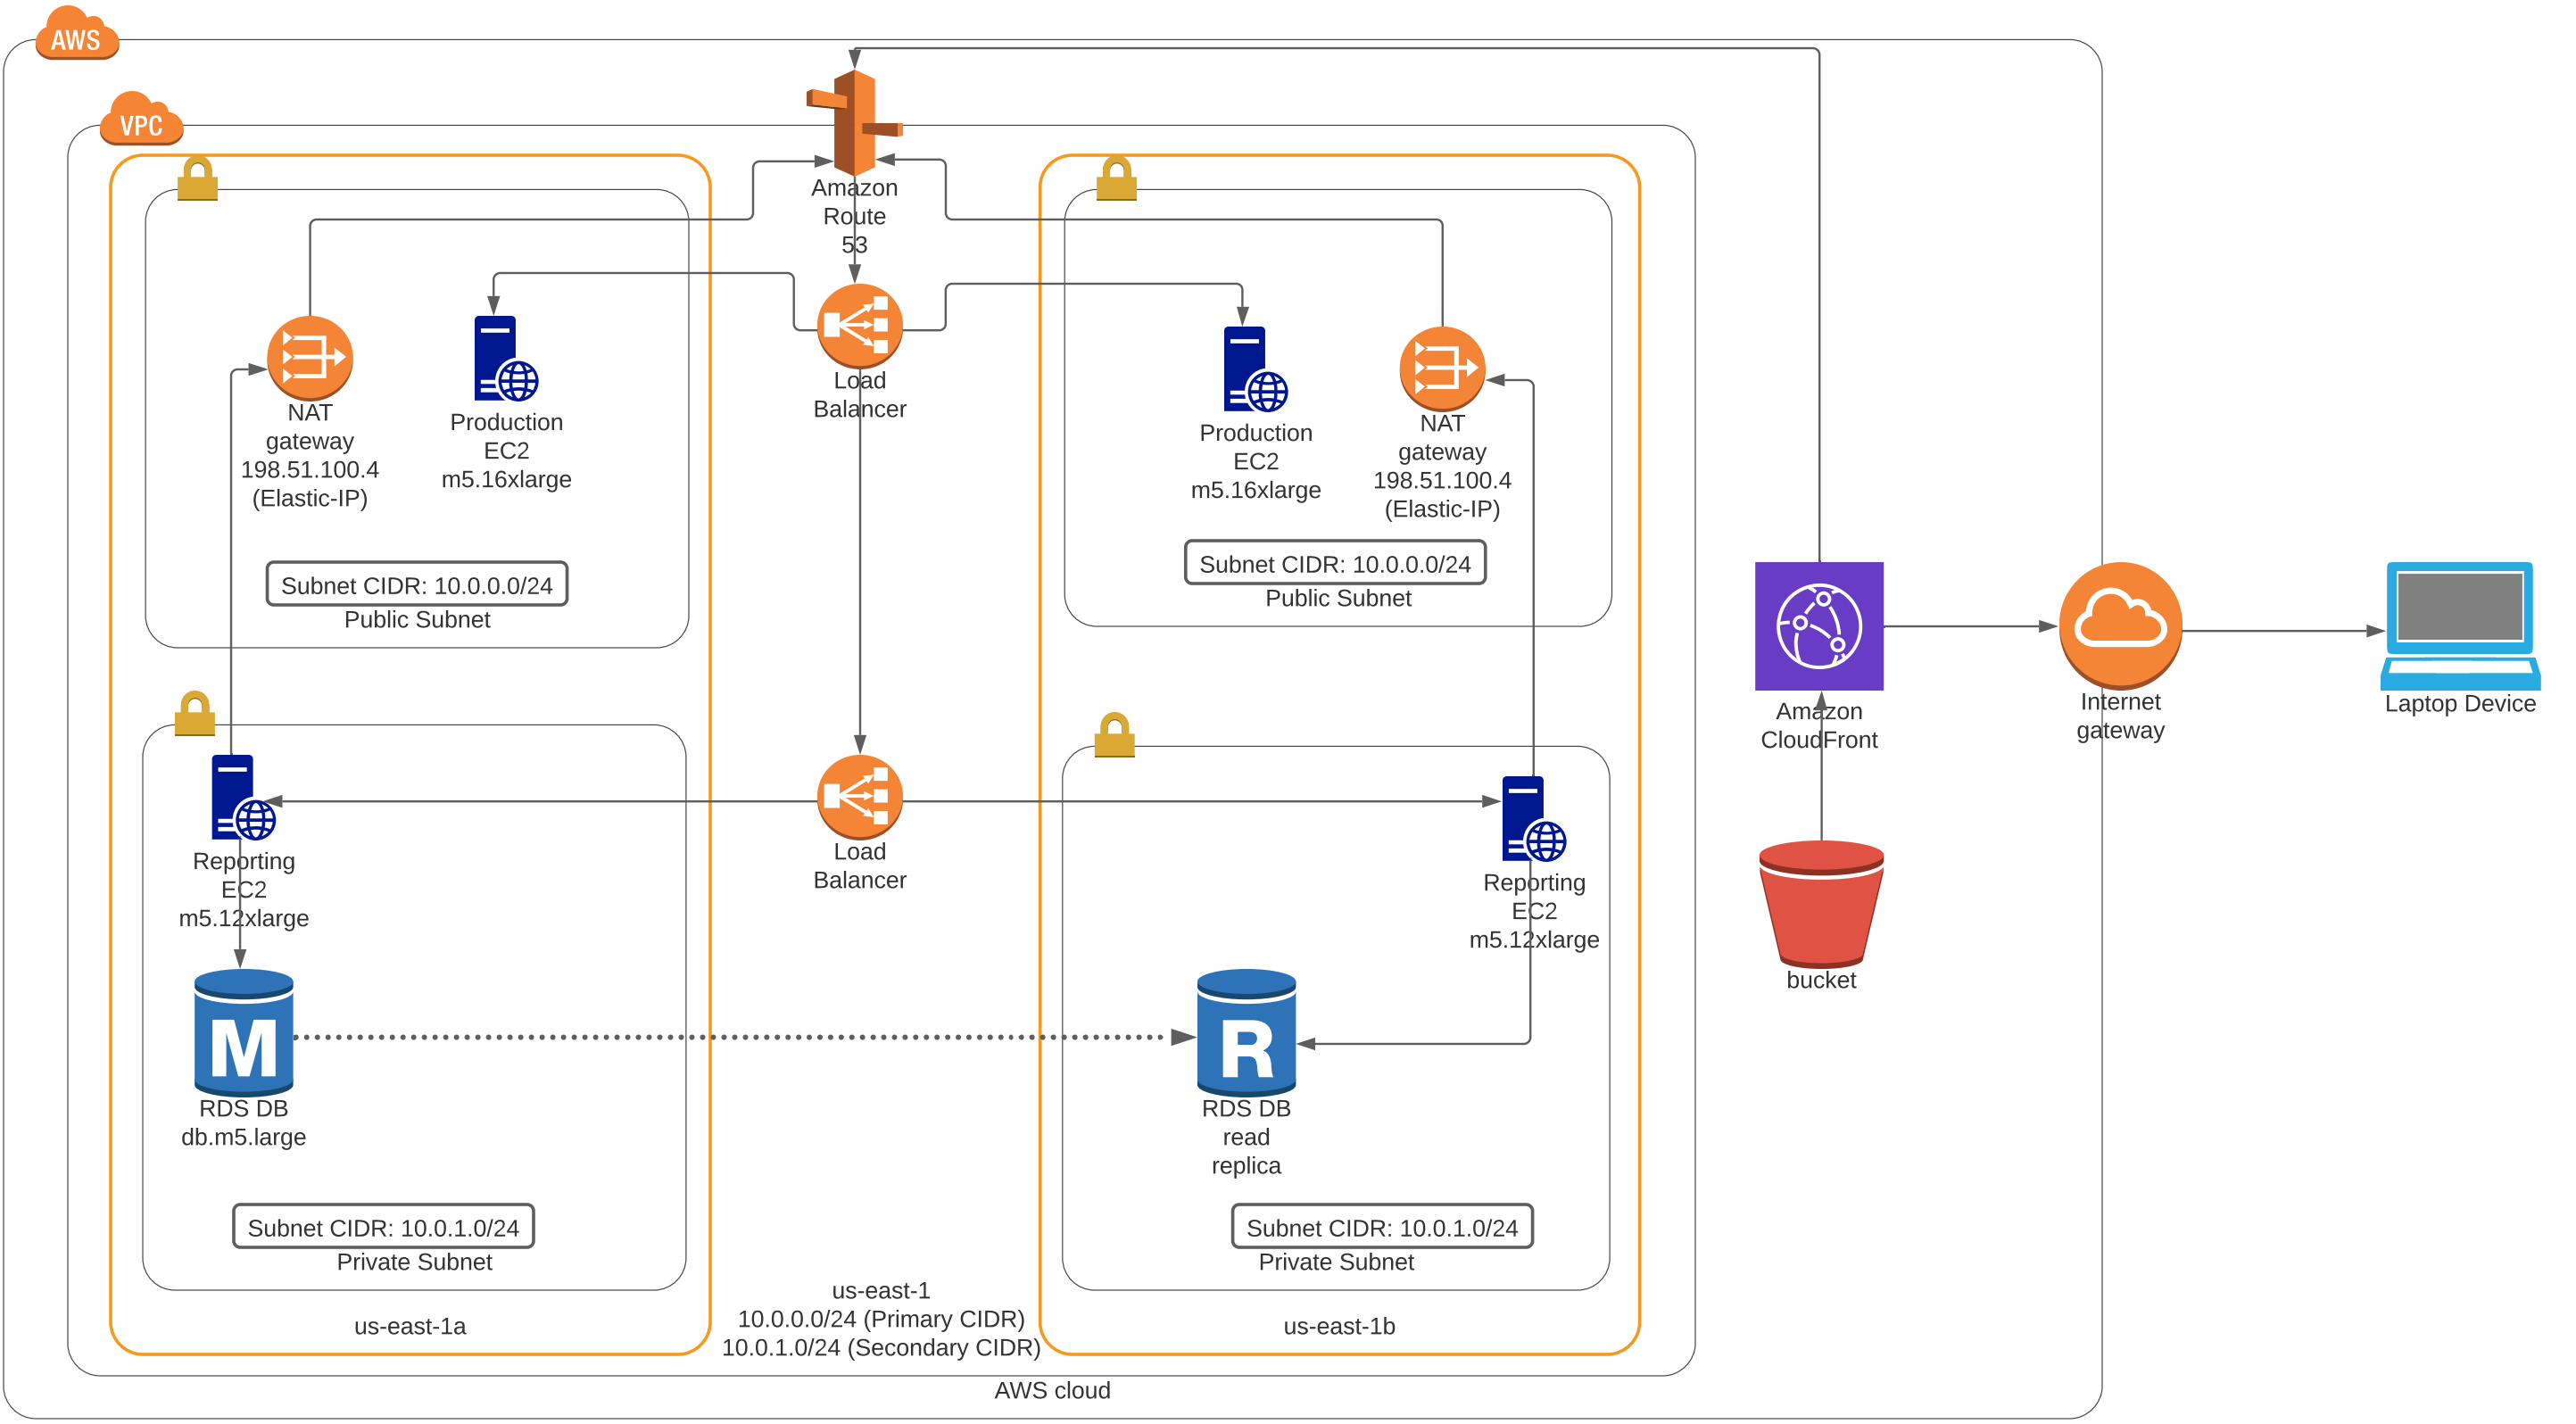 AWS
VPC
Amazon
Route
53
NAT
gateway
198.51.100.4
(Elastic-IP)
Production
EC2
m5.16xlarge
Load
Balancer
Production
EC2
m5.16xlarge
NAT
gateway
198.51.100.4
(Elastic-IP)
Subnet CIDR: 10.0.0.0/24
Public Subnet
Subnet CIDR: 10.0.0.0/24
Public Subnet
Amazon
CloudFront
Internet
gateway
Laptop Device
Reporting
EC2
m5.12xlarge
Load
Balancer
Reporting
EC2
m5.12xlarge
bucket
M
RDS DB
db.m5.large
R
RDS DB
read
replica
Subnet CIDR: 10.0.1.0/24
Private Subnet
Subnet CIDR: 10.0.1.0/24
Private Subnet
us-east-1a
us-east-1
10.0.0.0/24 (Primary CIDR)
10.0.1.0/24 (Secondary CIDR)
us-east-1b
AWS cloud